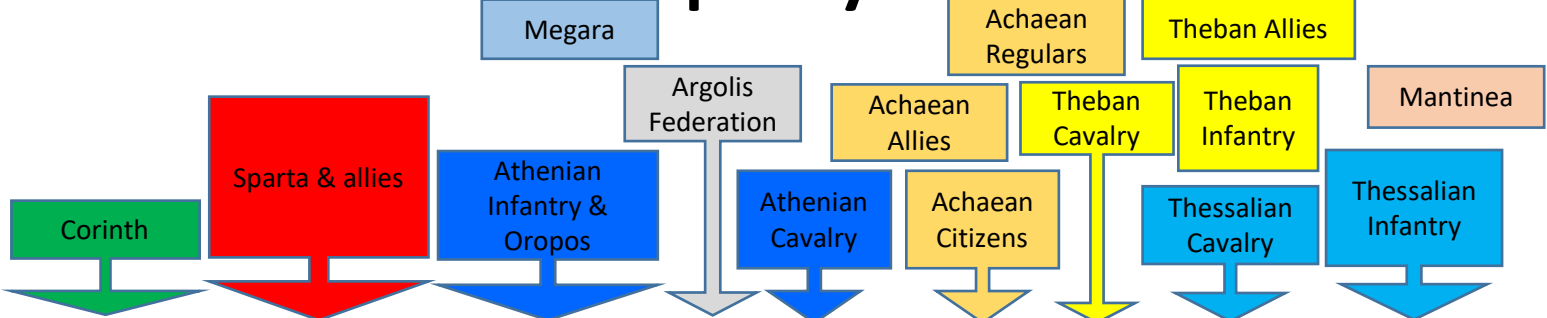 Megara
Achaean
Regulars
Theban Allies
Argolis
Federation
Achaean
Allies
Theban
Cavalry
Theban
Infantry
Mantinea
Sparta & allies
Athenian
Infantry &
Oropos
Corinth
Athenian
Cavalry
Achaean
Citizens
Thessalian
Cavalry
Thessalian
Infantry